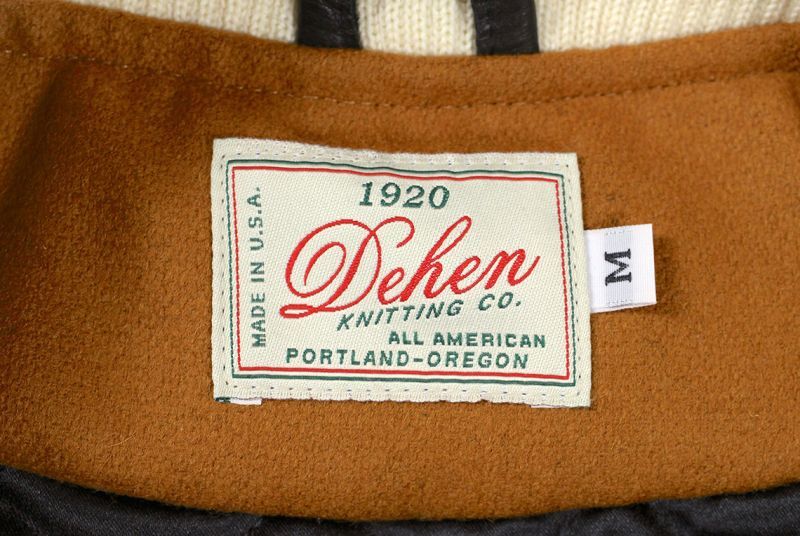 1920
Dehen
KNITTING CO.
ALL AMERICAN
PORTLAND-OREGON
MADE IN U.S.A.
M